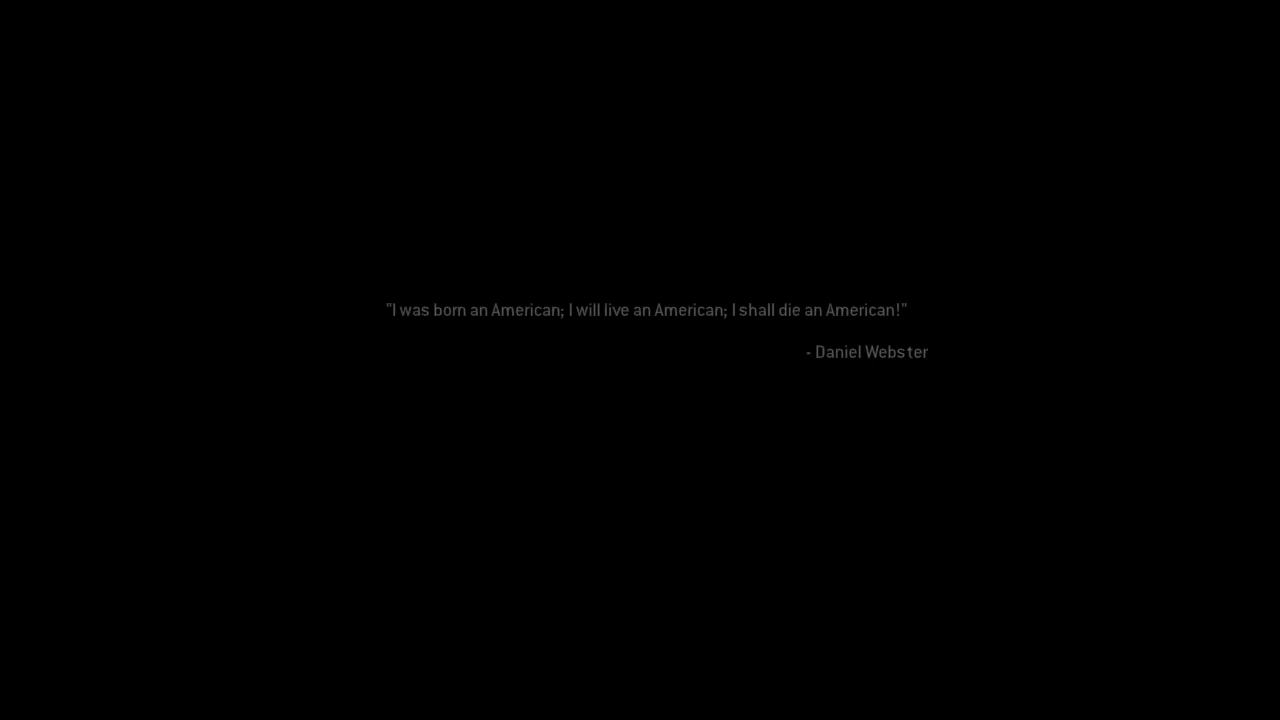 "I was born an American; I will live an American; I shall die an American!"
- Daniel Webster